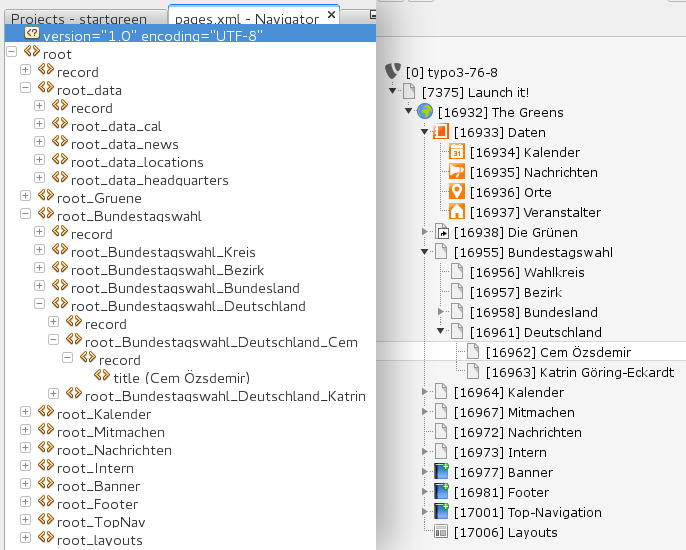 Projects - startgreen
pages.xml - Navigator
version="1.0" encoding="UTF-8"
root
record
root_data
record
root_data_cal
root_data_news
root_data_locations
root_data_headquarters
root_Gruene
root_Bundestagswahl
record
root_Bundestagswahl_Kreis
root_Bundestagswahl_Bezirk
root_Bundestagswahl_Bundesland
root_Bundestagswahl_Deutschland
record
root_Bundestagswahl_Deutschland_Cem
record
title (Cem Özsdemir)
root_Bundestagswahl_Deutschland_Katrin
root_Kalender
root_Mitmachen
root_Nachrichten
root_Intern
root_Banner
root_Footer
root_TopNav
root_layouts
[0] typo3-76-8
[7375] Launch it!
[16932] The Greens
[16933] Daten
[16934] Kalender
[16935] Nachrichten
[16936] Orte
[16937] Veranstalter
[16938] Die Grünen
[16955] Bundestagswahl
[16956] Wahlkreis
[16957] Bezirk
[16958] Bundesland
[16961] Deutschland
[16962] Cem Özsdemir
[16963] Katrin Göring-Eckardt
[16964] Kalender
[16967] Mitmachen
[16972] Nachrichten
[16973] Intern
[16977] Banner
[16981] Footer
[17001] Top-Navigation
[17006] Layouts